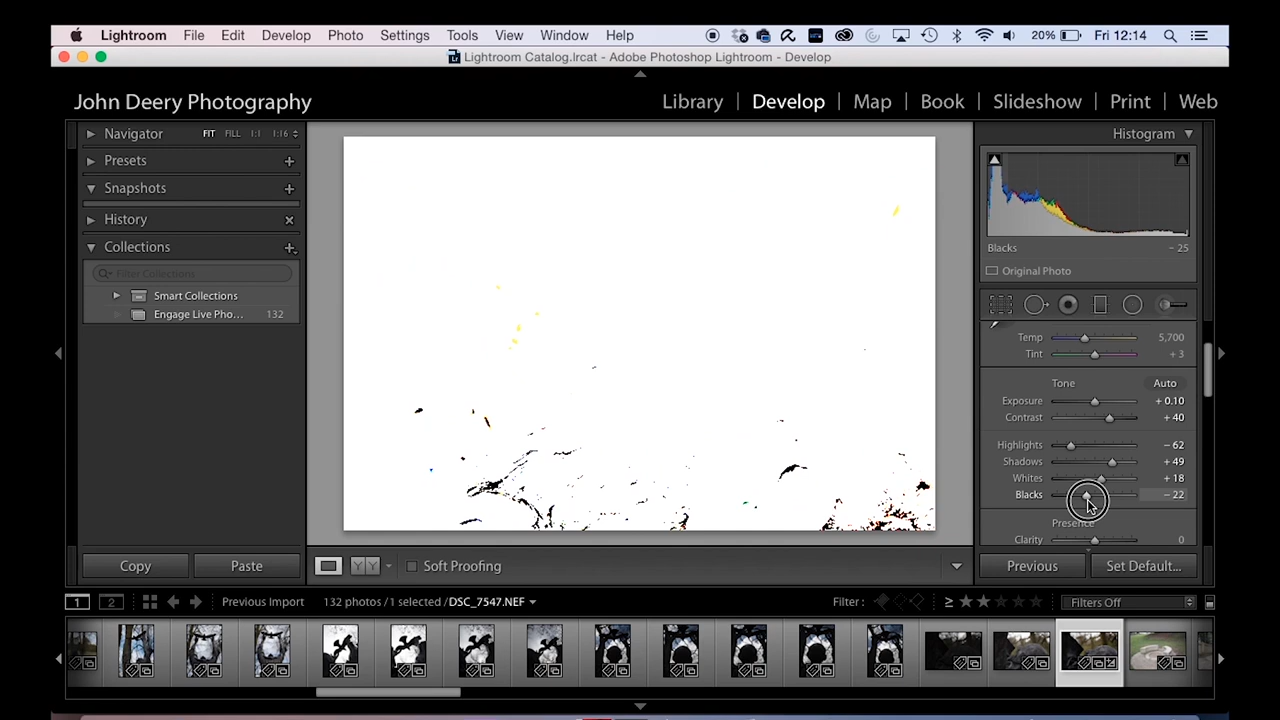 Lightroom File Edit Develop Photo Settings Tools View Window Help 20% Fri 12:14
Lightroom Catalog.lrcat - Adobe Photoshop Lightroom - Develop
John Deery Photography
Library | Develop | Map | Book | Slideshow | Print | Web
Navigator FIT FILL 1:1 1:16
Presets
Snapshots
History
Collections
Filter Collections
Smart Collections
Engage Live Pho... 132
Copy Paste
Soft Proofing
Histogram
Blacks - 25
Original Photo
Temp 5,700
Tint + 3
Tone Auto
Exposure + 0.10
Contrast + 40
Highlights - 62
Shadows + 49
Whites + 18
Blacks - 22
Presence
Clarity 0
Previous Set Default...
1 2 Previous Import 132 photos / 1 selected / DSC_7547.NEF Filter : ≥ Filters Off